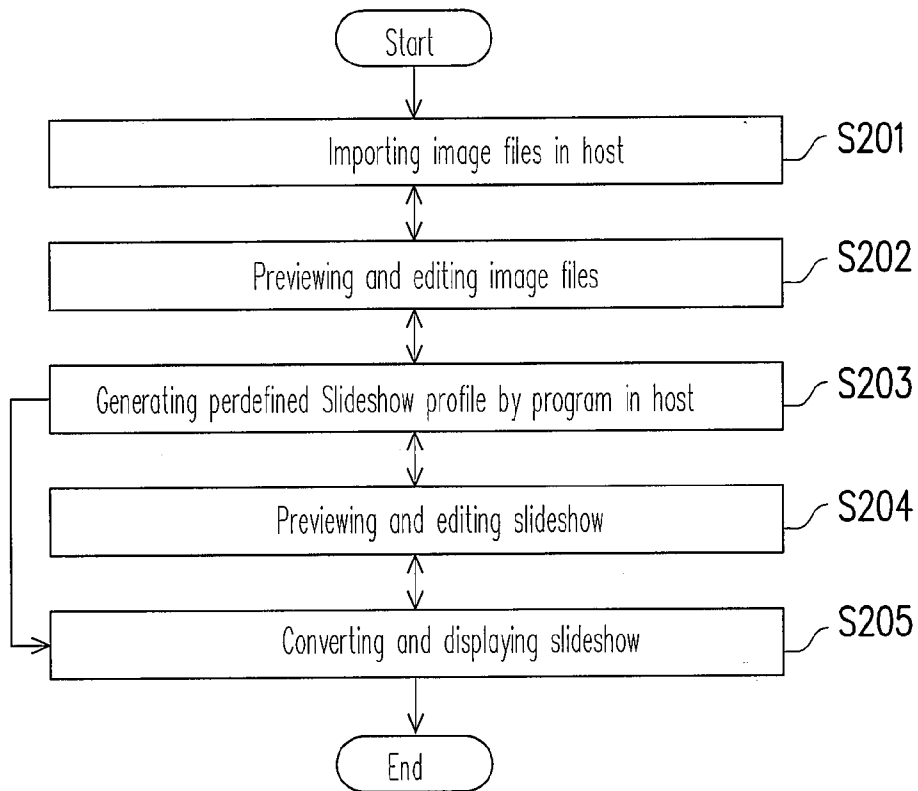 Start
Importing image files in host
S201
Previewing and editing image files
S202
Generating perdefined Slideshow profile by program in host
S203
Previewing and editing slideshow
S204
Converting and displaying slideshow
S205
End